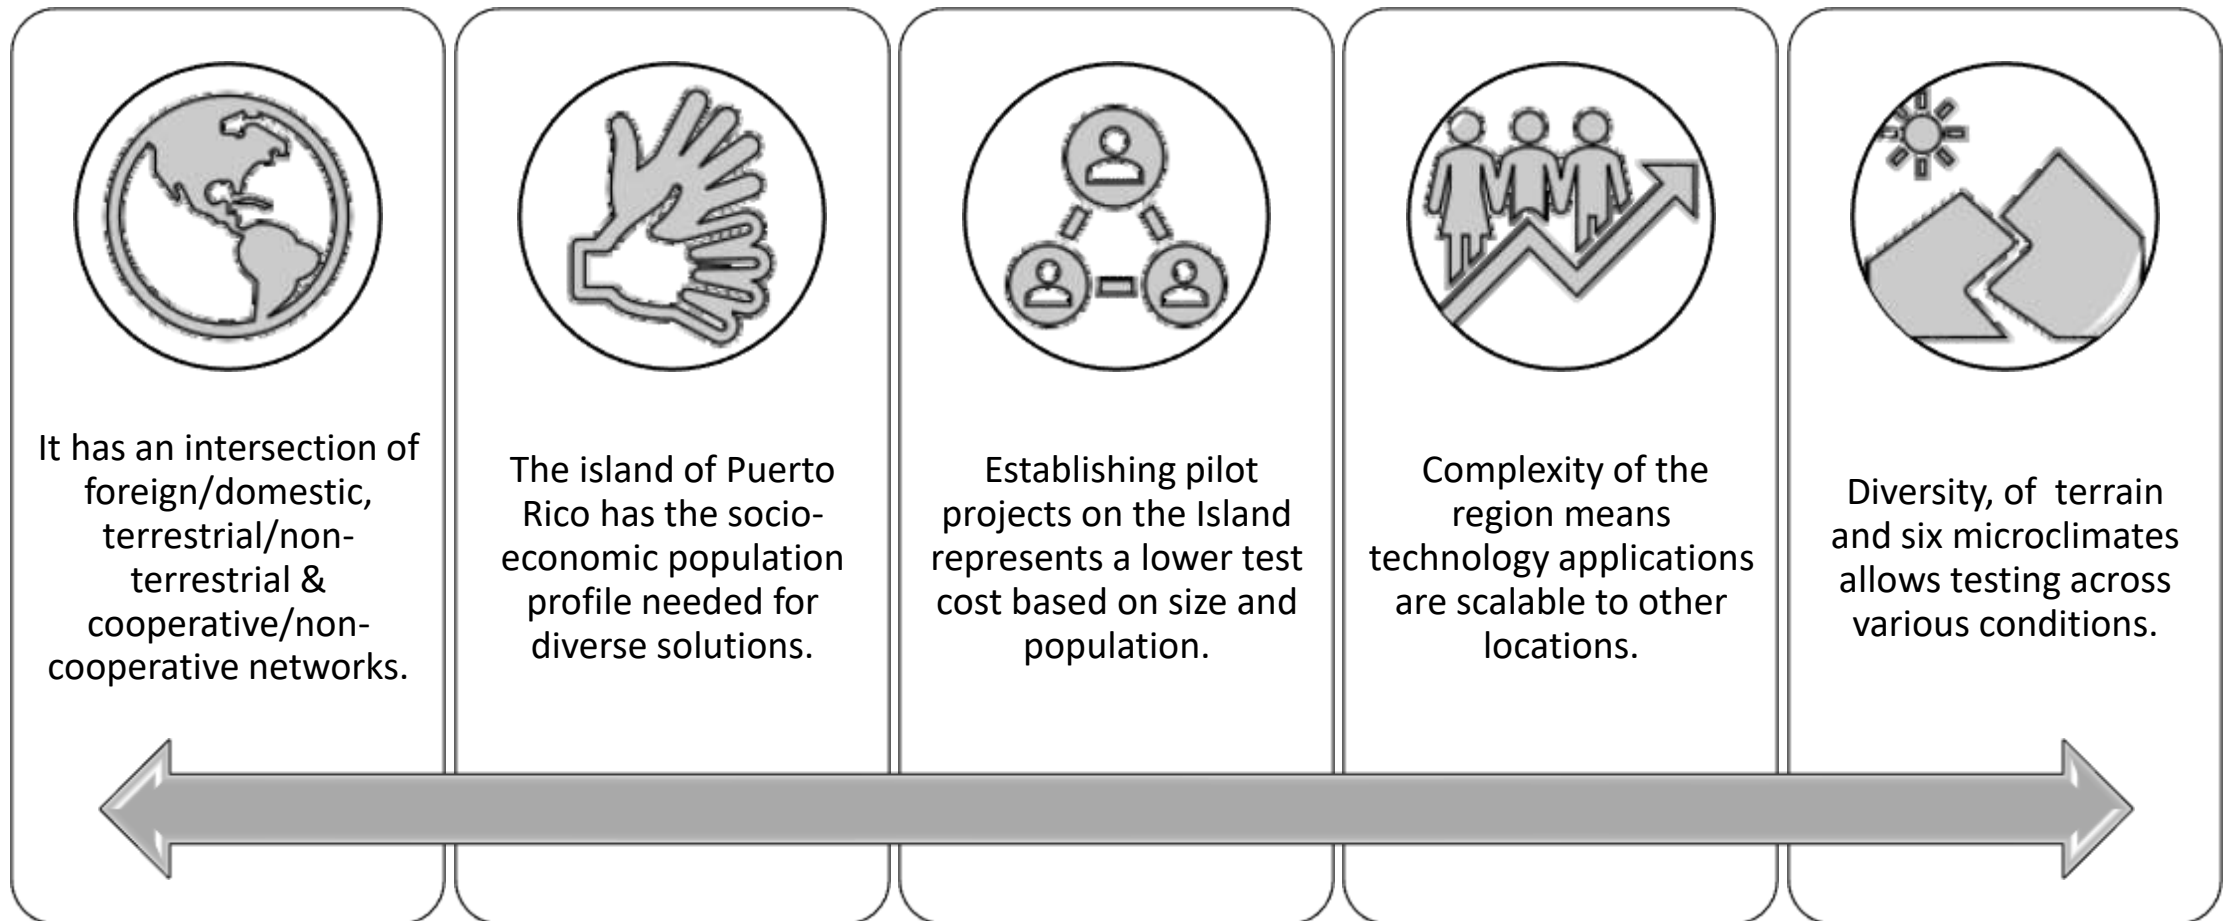 It has an intersection of
foreign/domestic,
terrestrial/non-
terrestrial &
cooperative/non-
cooperative networks.
The island of Puerto
Rico has the socio-
economic population
profile needed for
diverse solutions.
Establishing pilot
projects on the Island
represents a lower test
cost based on size and
population.
Complexity of the
region means
technology applications
are scalable to other
locations.
Diversity, of  terrain
and six microclimates
allows testing across
various conditions.